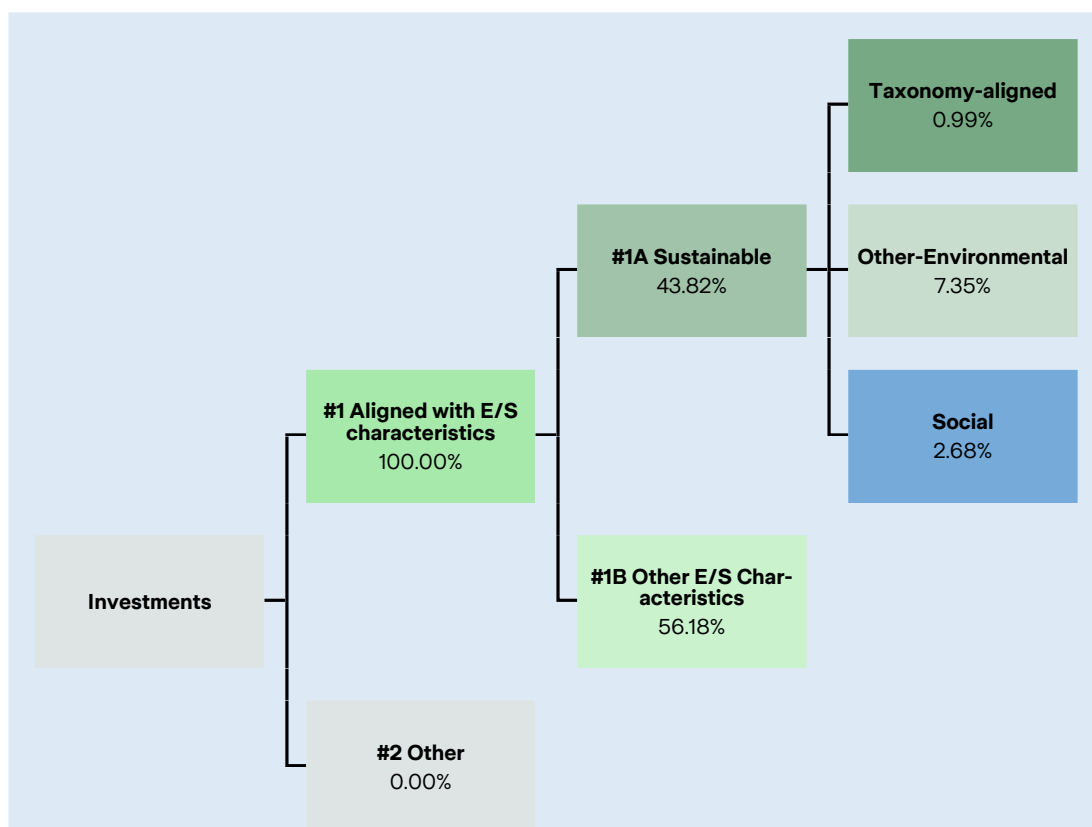 Taxonomy-aligned
0.99%
#1A Sustainable
43.82%
Other-Environmental
7.35%
#1 Aligned with E/S
characteristics
100.00%
Social
2.68%
Investments
#1B Other E/S Char-
acteristics
56.18%
#2 Other
0.00%